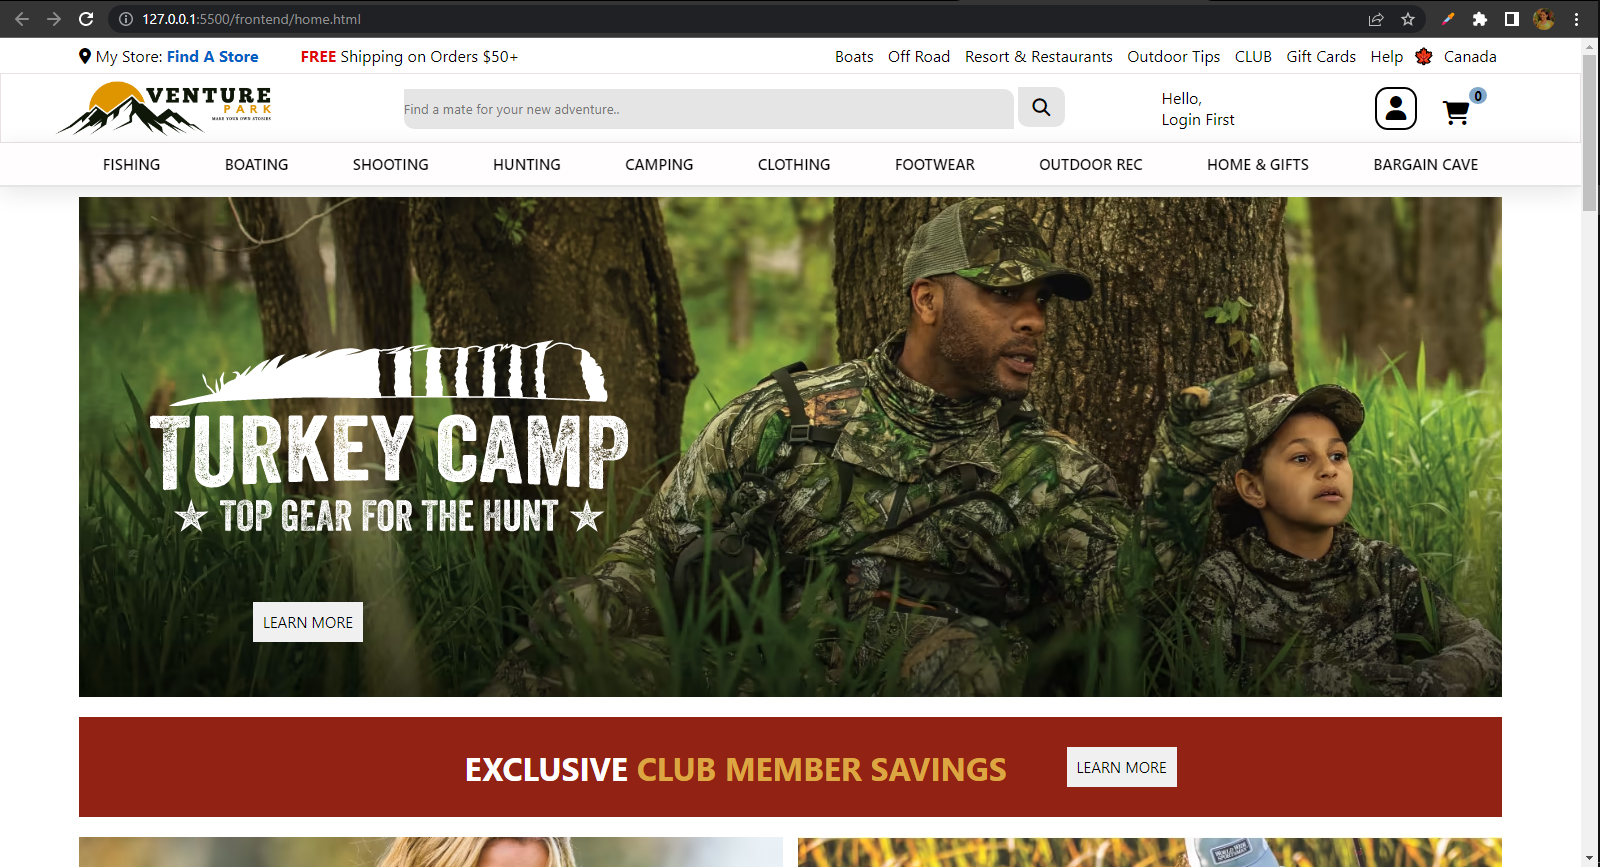 127.0.0.1:5500/frontend/home.html
My Store: Find A Store
FREE Shipping on Orders $50+
Boats Off Road Resort & Restaurants Outdoor Tips CLUB Gift Cards Help Canada
VENTURE
PARK
MAKE YOUR OWN STORIES
Find a mate for your new adventure..
Hello,
Login First
0
FISHING BOATING SHOOTING HUNTING CAMPING CLOTHING FOOTWEAR OUTDOOR REC HOME & GIFTS BARGAIN CAVE
TURKEY CAMP
TOP GEAR FOR THE HUNT
LEARN MORE
EXCLUSIVE CLUB MEMBER SAVINGS
LEARN MORE
WORLD WIDE
SPORTSMAN